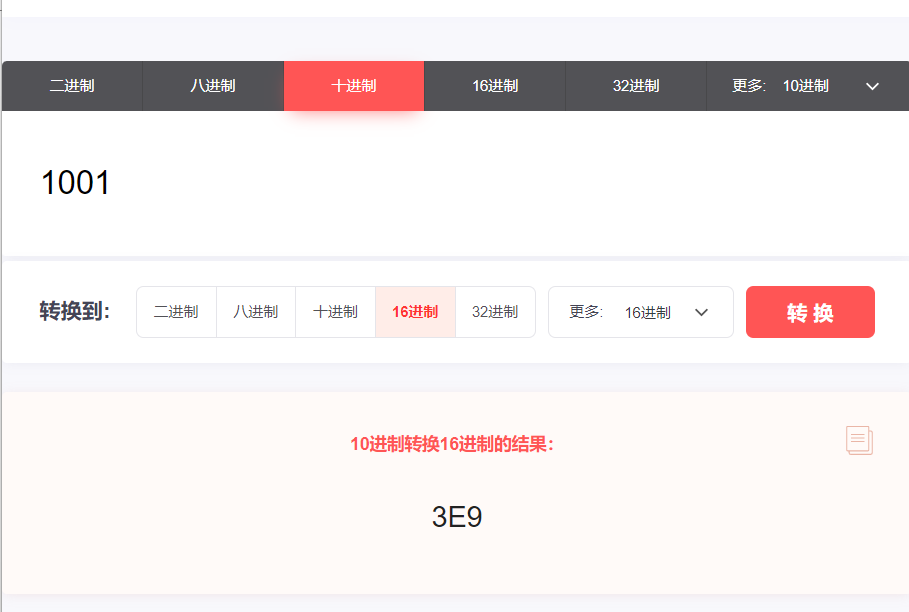 二进制 八进制 十进制 16进制 32进制 更多: 10进制
1001
转换到: 二进制 八进制 十进制 16进制 32进制 更多: 16进制 转 换
10进制转换16进制的结果:
3E9